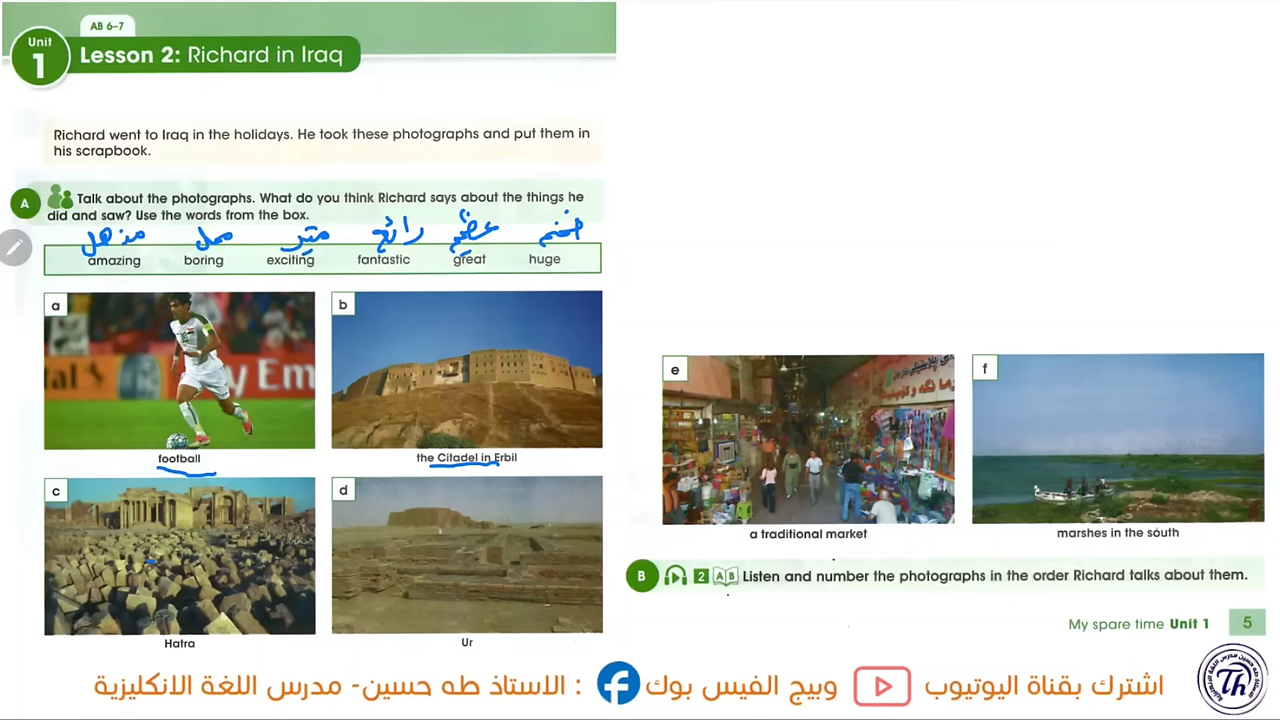 AB 6–7
Unit
1
Lesson 2: Richard in Iraq
Richard went to Iraq in the holidays. He took these photographs and put them in
his scrapbook.
A
Talk about the photographs. What do you think Richard says about the things he
did and saw? Use the words from the box.
مذهل ممل مثير رائع عظيم ضخم
amazing boring exciting fantastic great huge
a
b
football
the Citadel in Erbil
c
d
Hatra
Ur
e
f
a traditional market
marshes in the south
B
2
AB
Listen and number the photographs in the order Richard talks about them.
My spare time Unit 1
5
اشترك بقناة اليوتيوب وبيج الفيس بوك : الاستاذ طه حسين- مدرس اللغة الانكليزية
Th